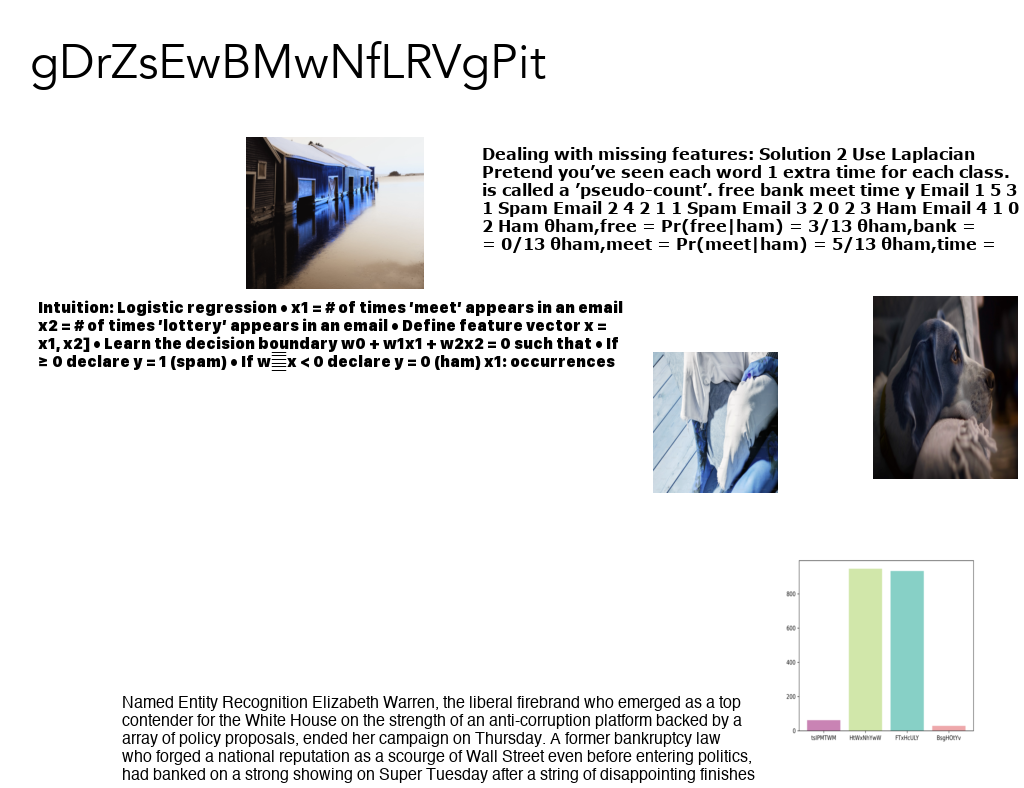 gDrZsEwBMwNfLRVgPit
Dealing with missing features: Solution 2 Use Laplacian
Pretend you’ve seen each word 1 extra time for each class.
is called a ’pseudo-count’. free bank meet time y Email 1 5 3
1 Spam Email 2 4 2 1 1 Spam Email 3 2 0 2 3 Ham Email 4 1 0
2 Ham θham,free = Pr(free|ham) = 3/13 θham,bank =
= 0/13 θham,meet = Pr(meet|ham) = 5/13 θham,time =
Intuition: Logistic regression • x1 = # of times ’meet’ appears in an email
x2 = # of times ’lottery’ appears in an email • Define feature vector x =
x1, x2] • Learn the decision boundary w0 + w1x1 + w2x2 = 0 such that • If
≥ 0 declare y = 1 (spam) • If w x < 0 declare y = 0 (ham) x1: occurrences
800
600
400
200
0
tsIPMTWM HtWxNhYwW FTxHcULY BsgHOtYv
Named Entity Recognition Elizabeth Warren, the liberal firebrand who emerged as a top
contender for the White House on the strength of an anti-corruption platform backed by a
array of policy proposals, ended her campaign on Thursday. A former bankruptcy law
who forged a national reputation as a scourge of Wall Street even before entering politics,
had banked on a strong showing on Super Tuesday after a string of disappointing finishes